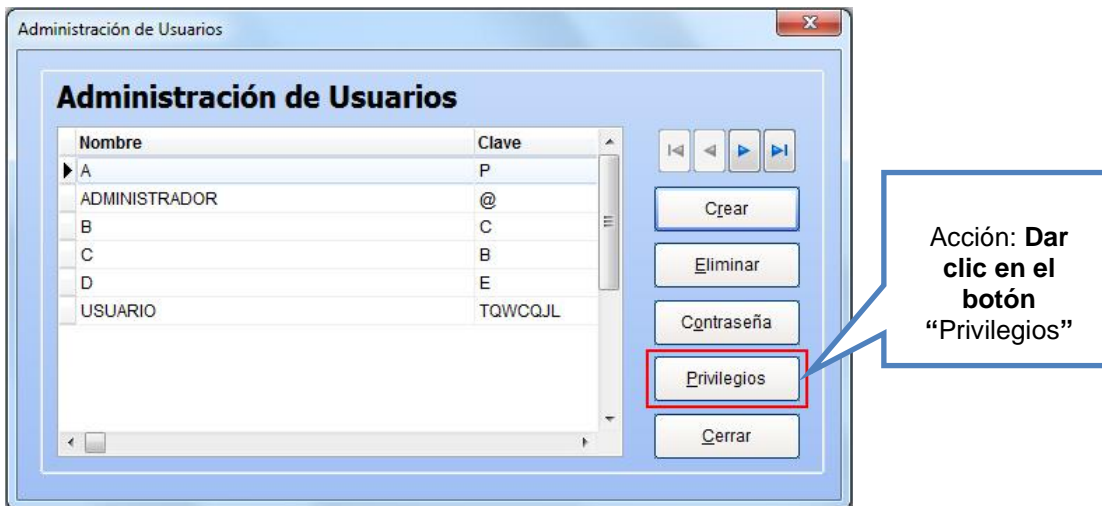 Administración de Usuarios
Administración de Usuarios
Nombre Clave
A P
ADMINISTRADOR @
B C
C B
D E
USUARIO TQWCQJL
Crear
Eliminar
Contraseña
Privilegios
Cerrar
Acción: Dar
clic en el
botón
“Privilegios”